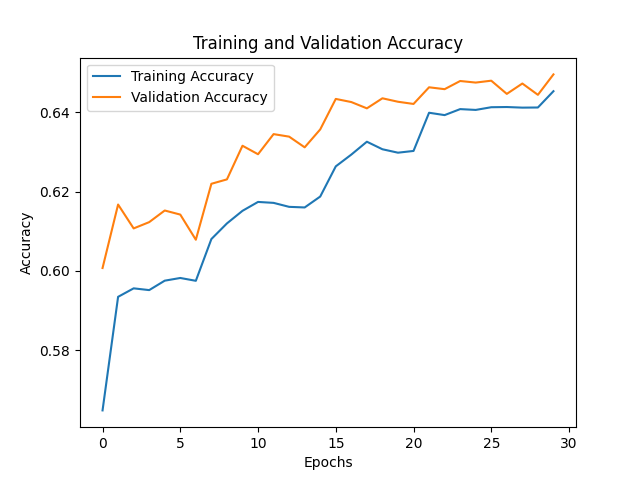 Training and Validation Accuracy
Training Accuracy
Validation Accuracy
0.64
0.62
0.60
0.58
Accuracy
0 5 10 15 20 25 30
Epochs